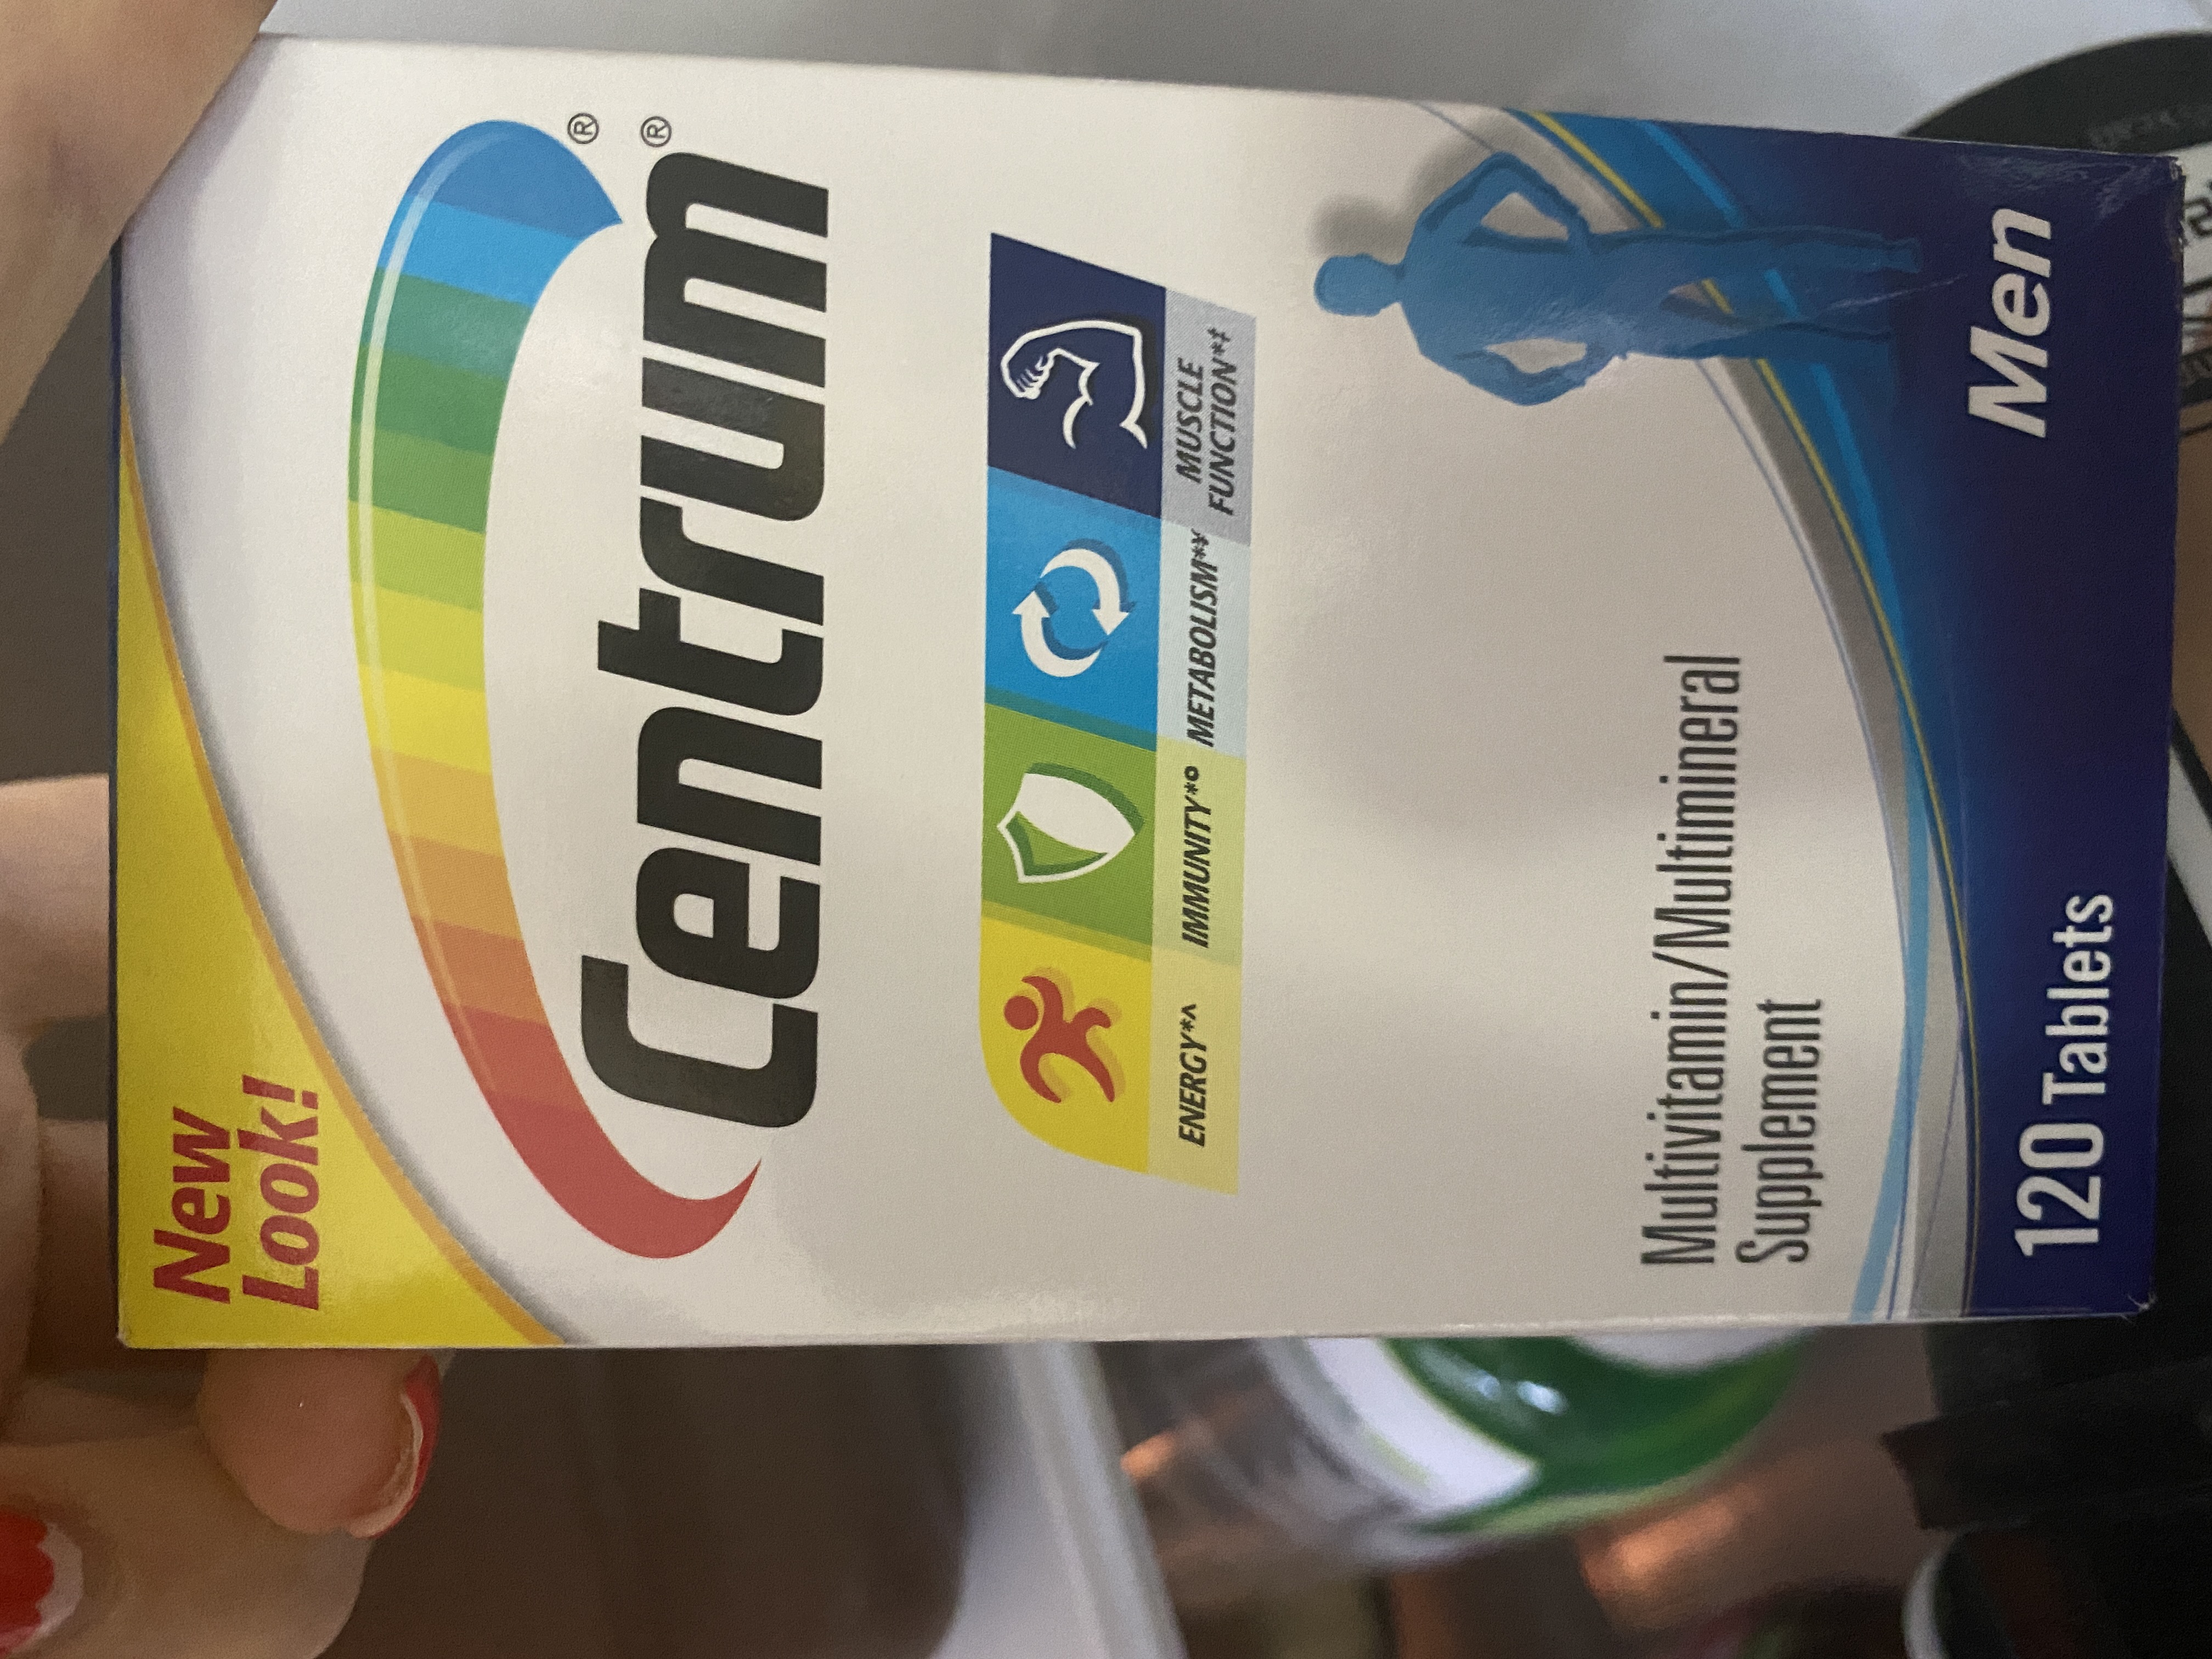 New
Look!
®
Centrum®
ENERGY*^ IMMUNITY*° METABOLISM*¥ MUSCLE
FUNCTION*‡
Multivitamin/Multimineral
Supplement
120 Tablets
Men